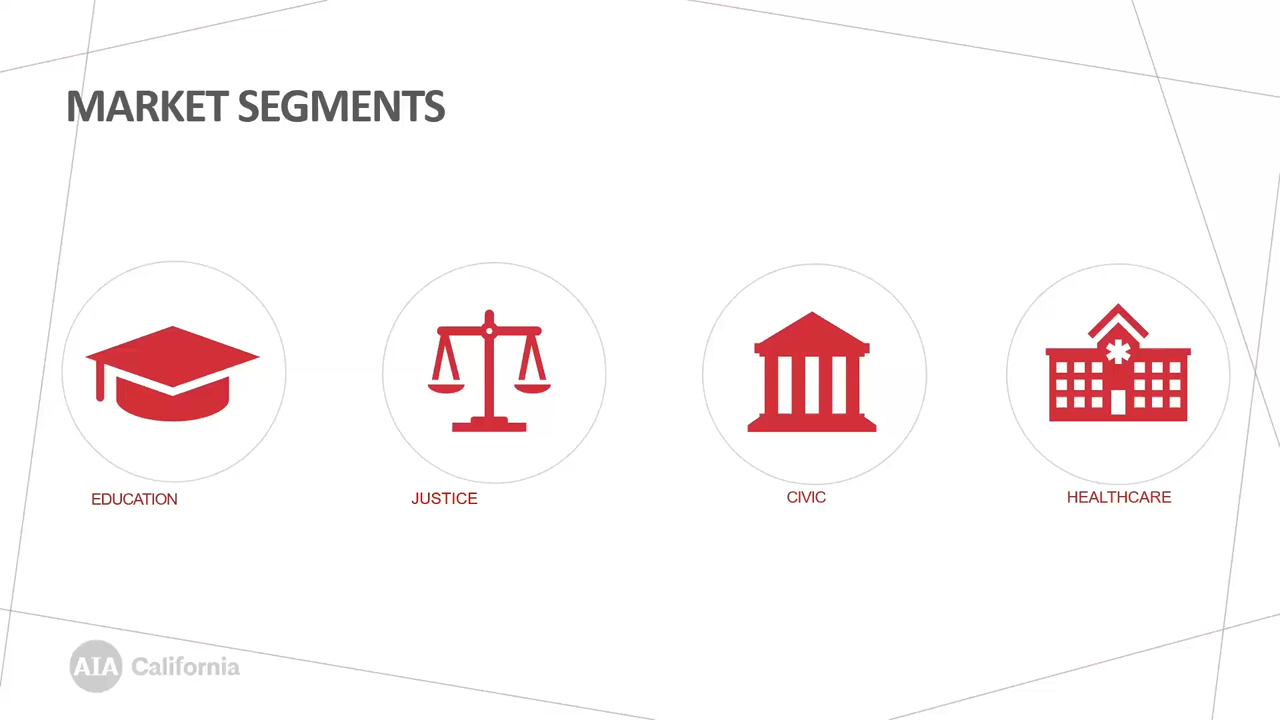 MARKET SEGMENTS
EDUCATION
JUSTICE
CIVIC
HEALTHCARE
AIA California